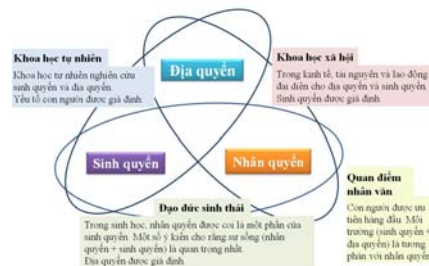 Khoa học tự nhiên
Khoa học tự nhiên nghiên cứu
sinh quyển và địa quyển.
Yếu tố con người được giả định.
Địa quyển
Khoa học xã hội
Trong kinh tế, tài nguyên và lao động
đại diện cho địa quyển và sinh quyển.
Sinh quyển được giả định.
Sinh quyển
Nhân quyển
Đạo đức sinh thái
Trong sinh học, nhân quyển được coi là một phần của
sinh quyển. Một số ý kiến cho rằng sự sống (nhân
quyển + sinh quyển) là quan trọng nhất.
Địa quyển được giả định.
Quan điểm
nhân văn
Con người được ưu
tiên hàng đầu. Môi
trường (sinh quyển +
địa quyển) là tương
phản với nhân quyển